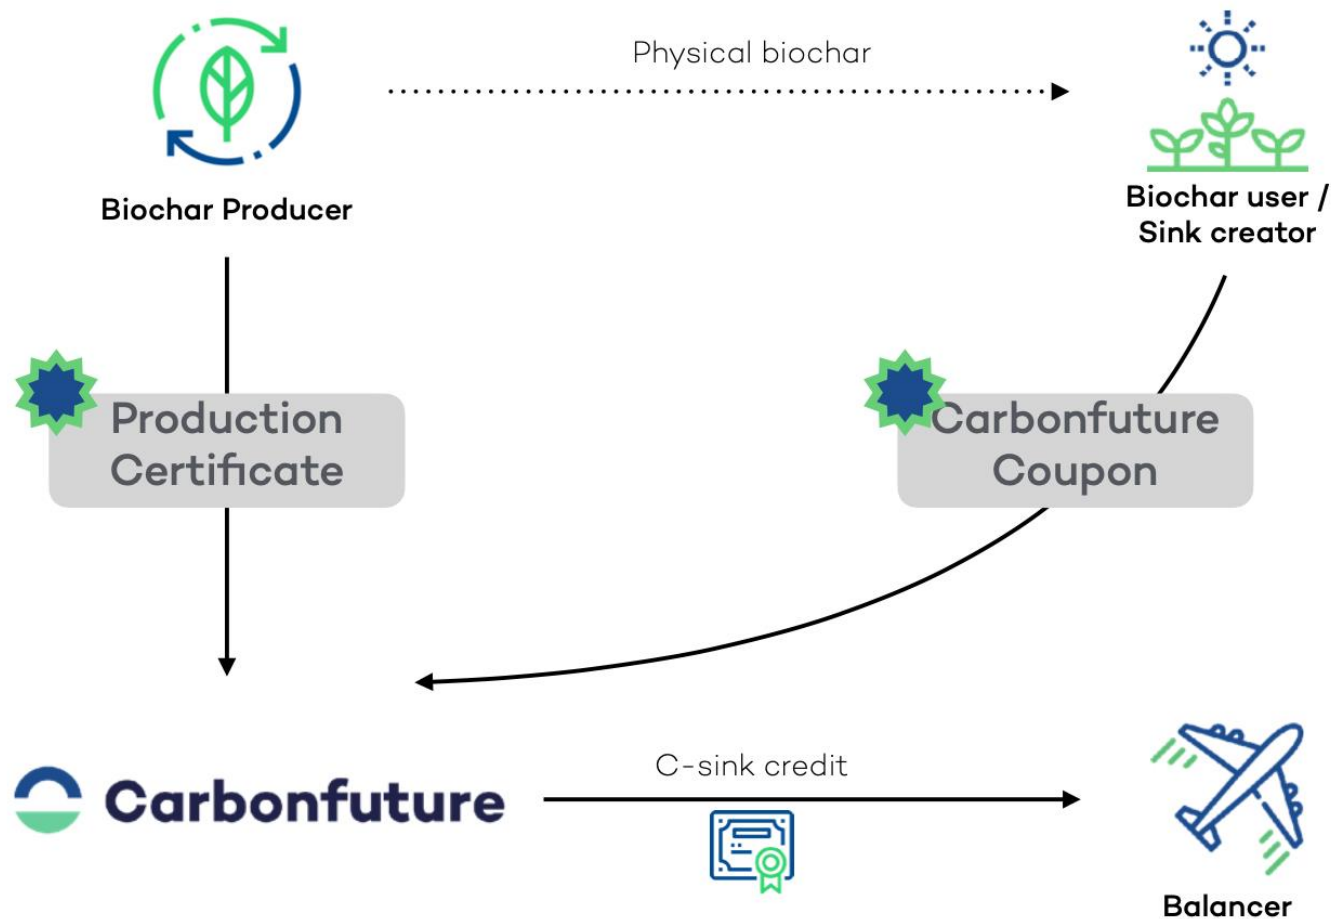 Physical biochar
Biochar Producer
Biochar user /
Sink creator
Production
Certificate
Carbonfuture
Coupon
C-sink credit
Carbonfuture
Balancer